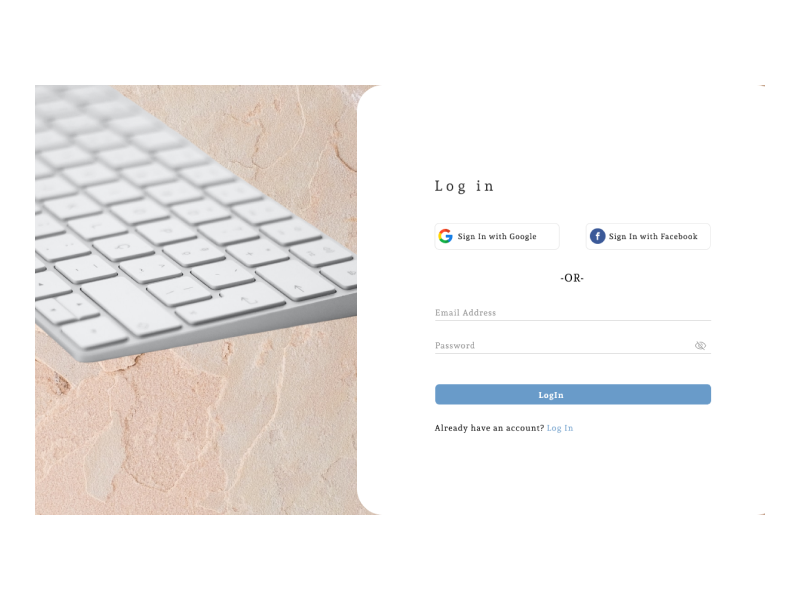 Log in
Sign In with Google
Sign In with Facebook
-OR-
Email Address
Password
LogIn
Already have an account? Log In